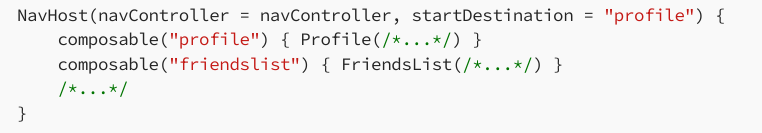 NavHost(navController = navController, startDestination = "profile") {
    composable("profile") { Profile(/*...*/) }
    composable("friendslist") { FriendsList(/*...*/) }
    /*...*/
}